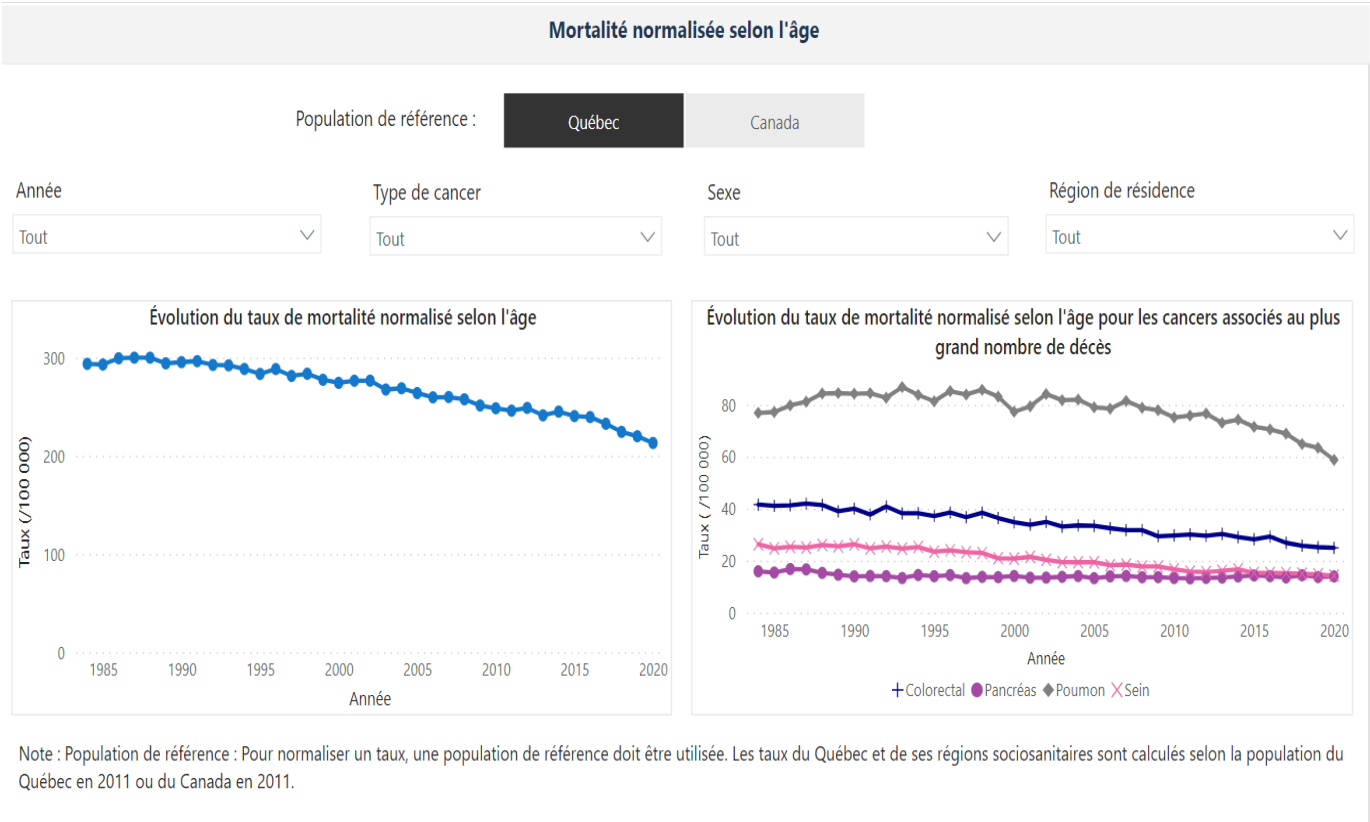 Mortalité normalisée selon l'âge
Population de référence :
Québec
Canada
Année
Type de cancer
Sexe
Région de résidence
Tout
Tout
Tout
Tout
Évolution du taux de mortalité normalisé selon l'âge
300
200
100
0
Taux (/100 000)
1985 1990 1995 2000 2005 2010 2015 2020
Année
Évolution du taux de mortalité normalisé selon l'âge pour les cancers associés au plus
grand nombre de décès
80
60
40
20
0
Taux ( /100 000)
1985 1990 1995 2000 2005 2010 2015 2020
Année
Colorectal Pancréas Poumon Sein
Note : Population de référence : Pour normaliser un taux, une population de référence doit être utilisée. Les taux du Québec et de ses régions sociosanitaires sont calculés selon la population du
Québec en 2011 ou du Canada en 2011.